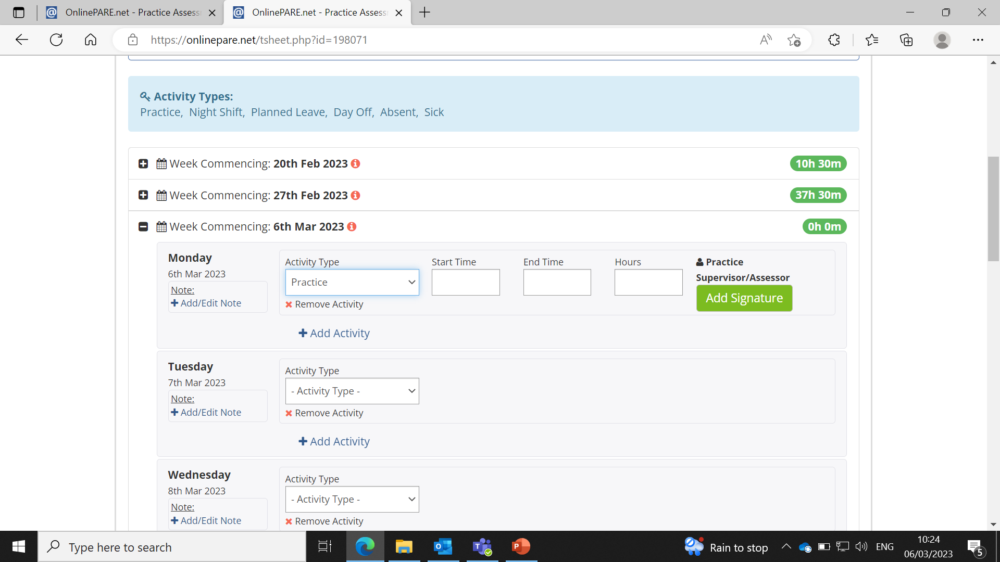 OnlinePARE.net - Practice Assess
OnlinePARE.net - Practice Assess
https://onlinepare.net/tsheet.php?id=198071
Activity Types:
Practice, Night Shift, Planned Leave, Day Off, Absent, Sick
Week Commencing: 20th Feb 2023
10h 30m
Week Commencing: 27th Feb 2023
37h 30m
Week Commencing: 6th Mar 2023
0h 0m
Monday
6th Mar 2023
Note:
Add/Edit Note
Activity Type
Practice
Remove Activity
Start Time
End Time
Hours
Practice
Supervisor/Assessor
Add Signature
Add Activity
Tuesday
7th Mar 2023
Note:
Add/Edit Note
Activity Type
- Activity Type -
Remove Activity
Add Activity
Wednesday
8th Mar 2023
Note:
Add/Edit Note
Activity Type
- Activity Type -
Remove Activity
Type here to search
Rain to stop
ENG
10:24
06/03/2023
5